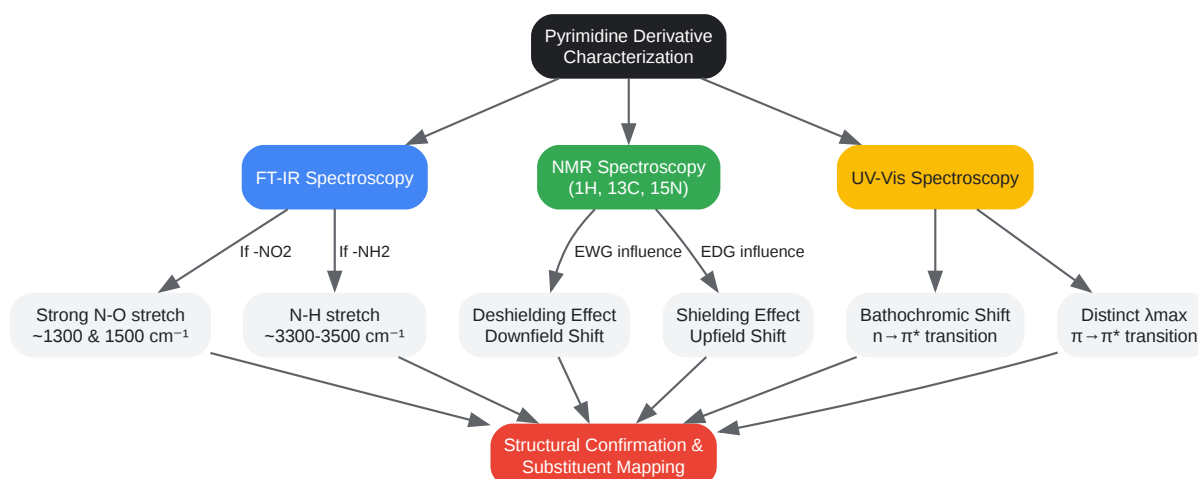 Pyrimidine Derivative
Characterization
FT-IR Spectroscopy
NMR Spectroscopy
(1H, 13C, 15N)
UV-Vis Spectroscopy
If -NO2
If -NH2
EWG influence
EDG influence
Strong N-O stretch
~1300 & 1500 cm⁻¹
N-H stretch
~3300-3500 cm⁻¹
Deshielding Effect
Downfield Shift
Shielding Effect
Upfield Shift
Bathochromic Shift
n→π* transition
Distinct λmax
π→π* transition
Structural Confirmation &
Substituent Mapping